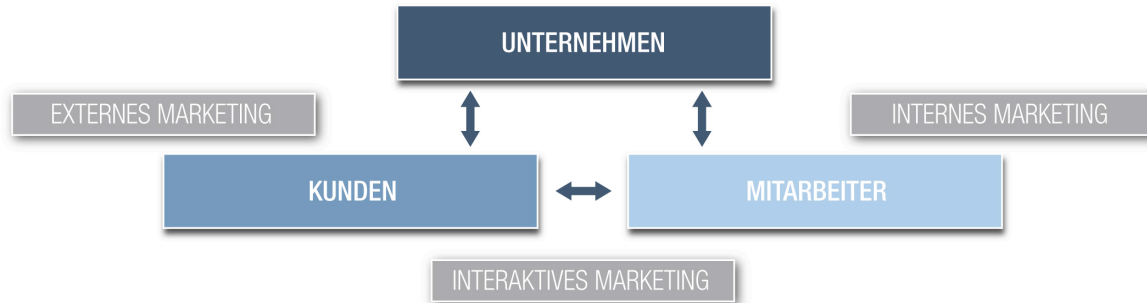 UNTERNEHMEN
EXTERNES MARKETING
INTERNES MARKETING
KUNDEN
MITARBEITER
INTERAKTIVES MARKETING